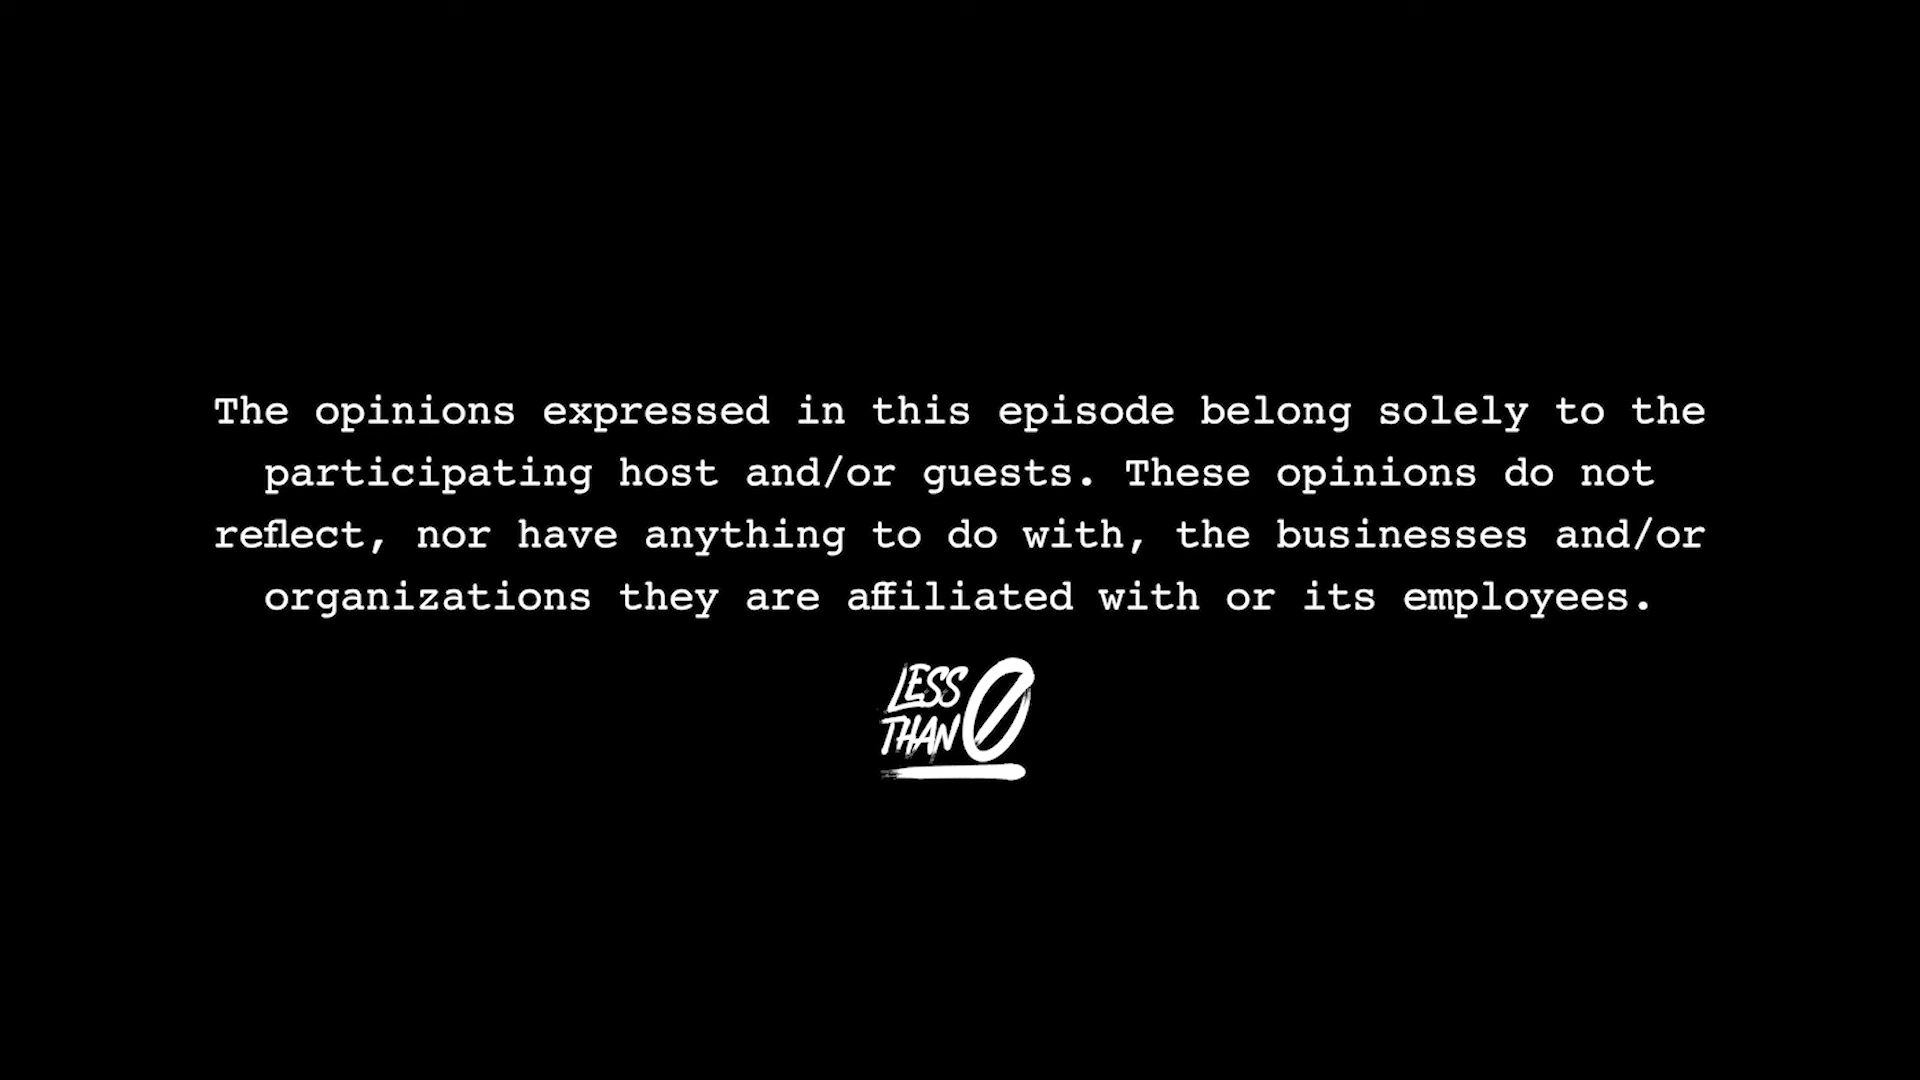 The opinions expressed in this episode belong solely to the
participating host and/or guests. These opinions do not
reflect, nor have anything to do with, the businesses and/or
organizations they are affiliated with or its employees.
LESS
THAN 0